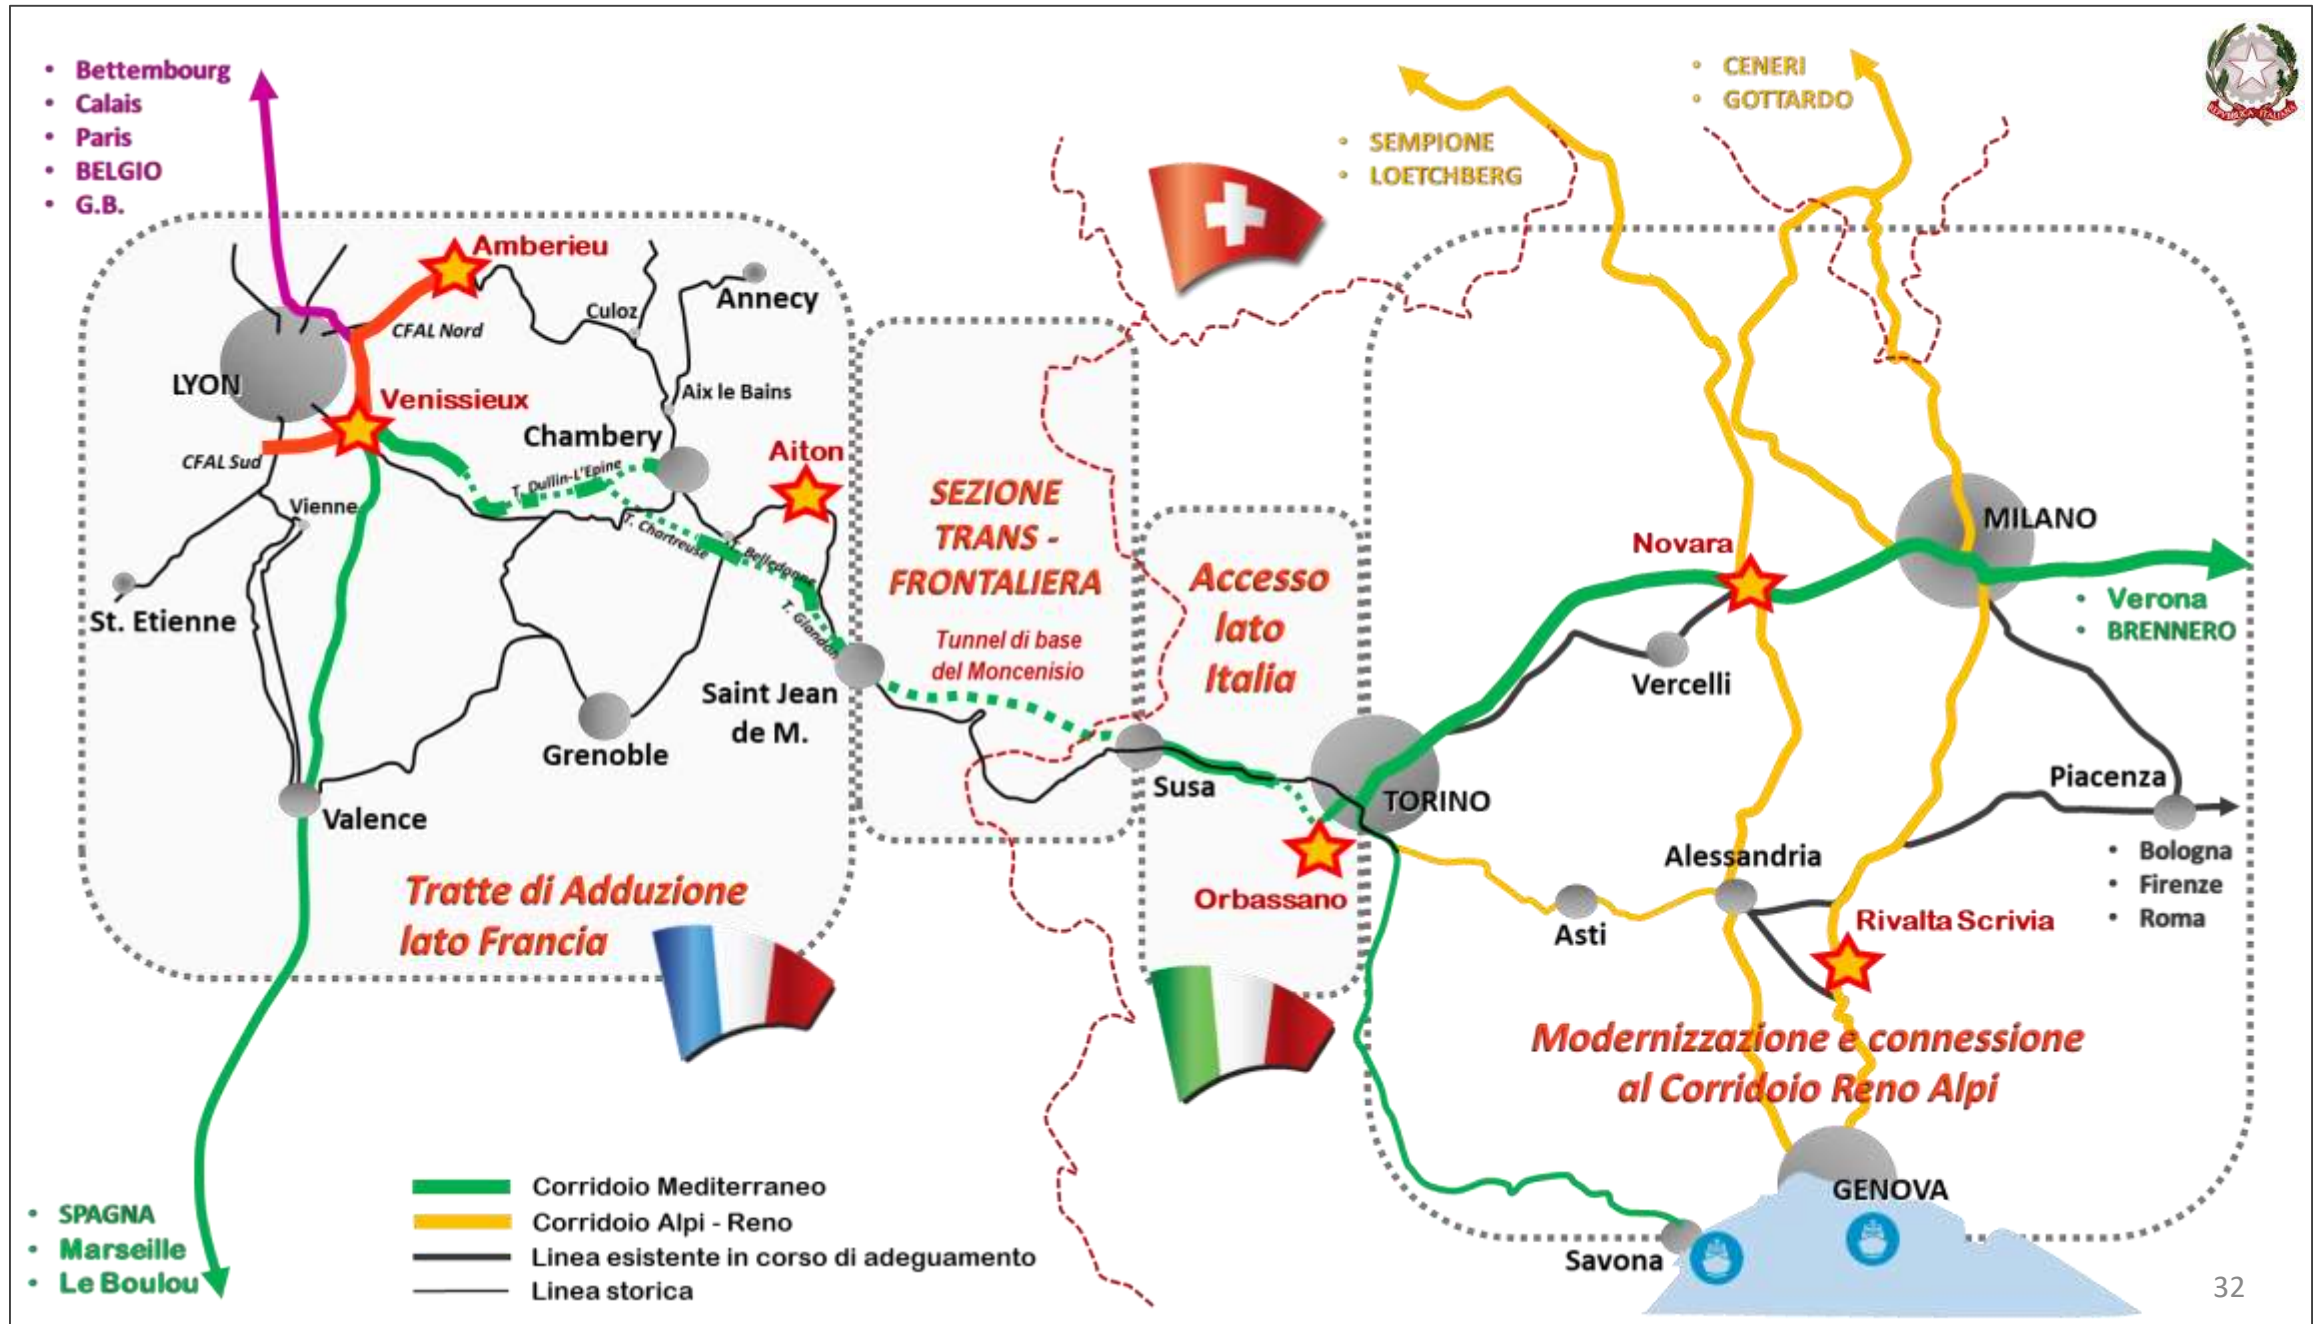 • Bettembourg
• Calais
• Paris
• BELGIO
• G.B.
• CENERI
• GOTTARDO
• SEMPIONE
• LOETCHBERG
REPVBBLICA ITALIANA
Amberieu
Annecy
Culoz
CFAL Nord
LYON
Venissieux
Aix le Bains
Chambery
Aiton
CFAL Sud
T. Dullin-L'Epine
Vienne
T. Chartreuse
T. Belledonne
T. Glandon
St. Etienne
Saint Jean
de M.
Grenoble
Valence
Tratte di Adduzione
lato Francia
SEZIONE
TRANS -
FRONTALIERA
Tunnel di base
del Moncenisio
Accesso
lato
Italia
Susa
Orbassano
TORINO
Novara
MILANO
Vercelli
• Verona
• BRENNERO
Piacenza
• Bologna
• Firenze
• Roma
Alessandria
Asti
Rivalta Scrivia
Modernizzazione e connessione
al Corridoio Reno Alpi
GENOVA
Savona
• SPAGNA
• Marseille
• Le Boulou
Corridoio Mediterraneo
Corridoio Alpi - Reno
Linea esistente in corso di adeguamento
Linea storica
32